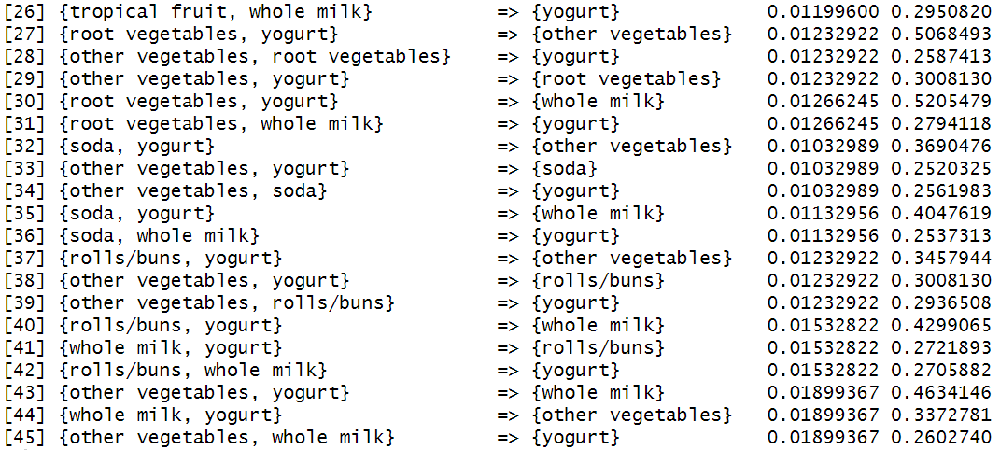 [26] {tropical fruit, whole milk} => {yogurt} 0.01199600 0.2950820
[27] {root vegetables, yogurt} => {other vegetables} 0.01232922 0.5068493
[28] {other vegetables, root vegetables} => {yogurt} 0.01232922 0.2587413
[29] {other vegetables, yogurt} => {root vegetables} 0.01232922 0.3008130
[30] {root vegetables, yogurt} => {whole milk} 0.01266245 0.5205479
[31] {root vegetables, whole milk} => {yogurt} 0.01266245 0.2794118
[32] {soda, yogurt} => {other vegetables} 0.01032989 0.3690476
[33] {other vegetables, yogurt} => {soda} 0.01032989 0.2520325
[34] {other vegetables, soda} => {yogurt} 0.01032989 0.2561983
[35] {soda, yogurt} => {whole milk} 0.01132956 0.4047619
[36] {soda, whole milk} => {yogurt} 0.01132956 0.2537313
[37] {rolls/buns, yogurt} => {other vegetables} 0.01232922 0.3457944
[38] {other vegetables, yogurt} => {rolls/buns} 0.01232922 0.3008130
[39] {other vegetables, rolls/buns} => {yogurt} 0.01232922 0.2936508
[40] {rolls/buns, yogurt} => {whole milk} 0.01532822 0.4299065
[41] {whole milk, yogurt} => {rolls/buns} 0.01532822 0.2721893
[42] {rolls/buns, whole milk} => {yogurt} 0.01532822 0.2705882
[43] {other vegetables, yogurt} => {whole milk} 0.01899367 0.4634146
[44] {whole milk, yogurt} => {other vegetables} 0.01899367 0.3372781
[45] {other vegetables, whole milk} => {yogurt} 0.01899367 0.2602740